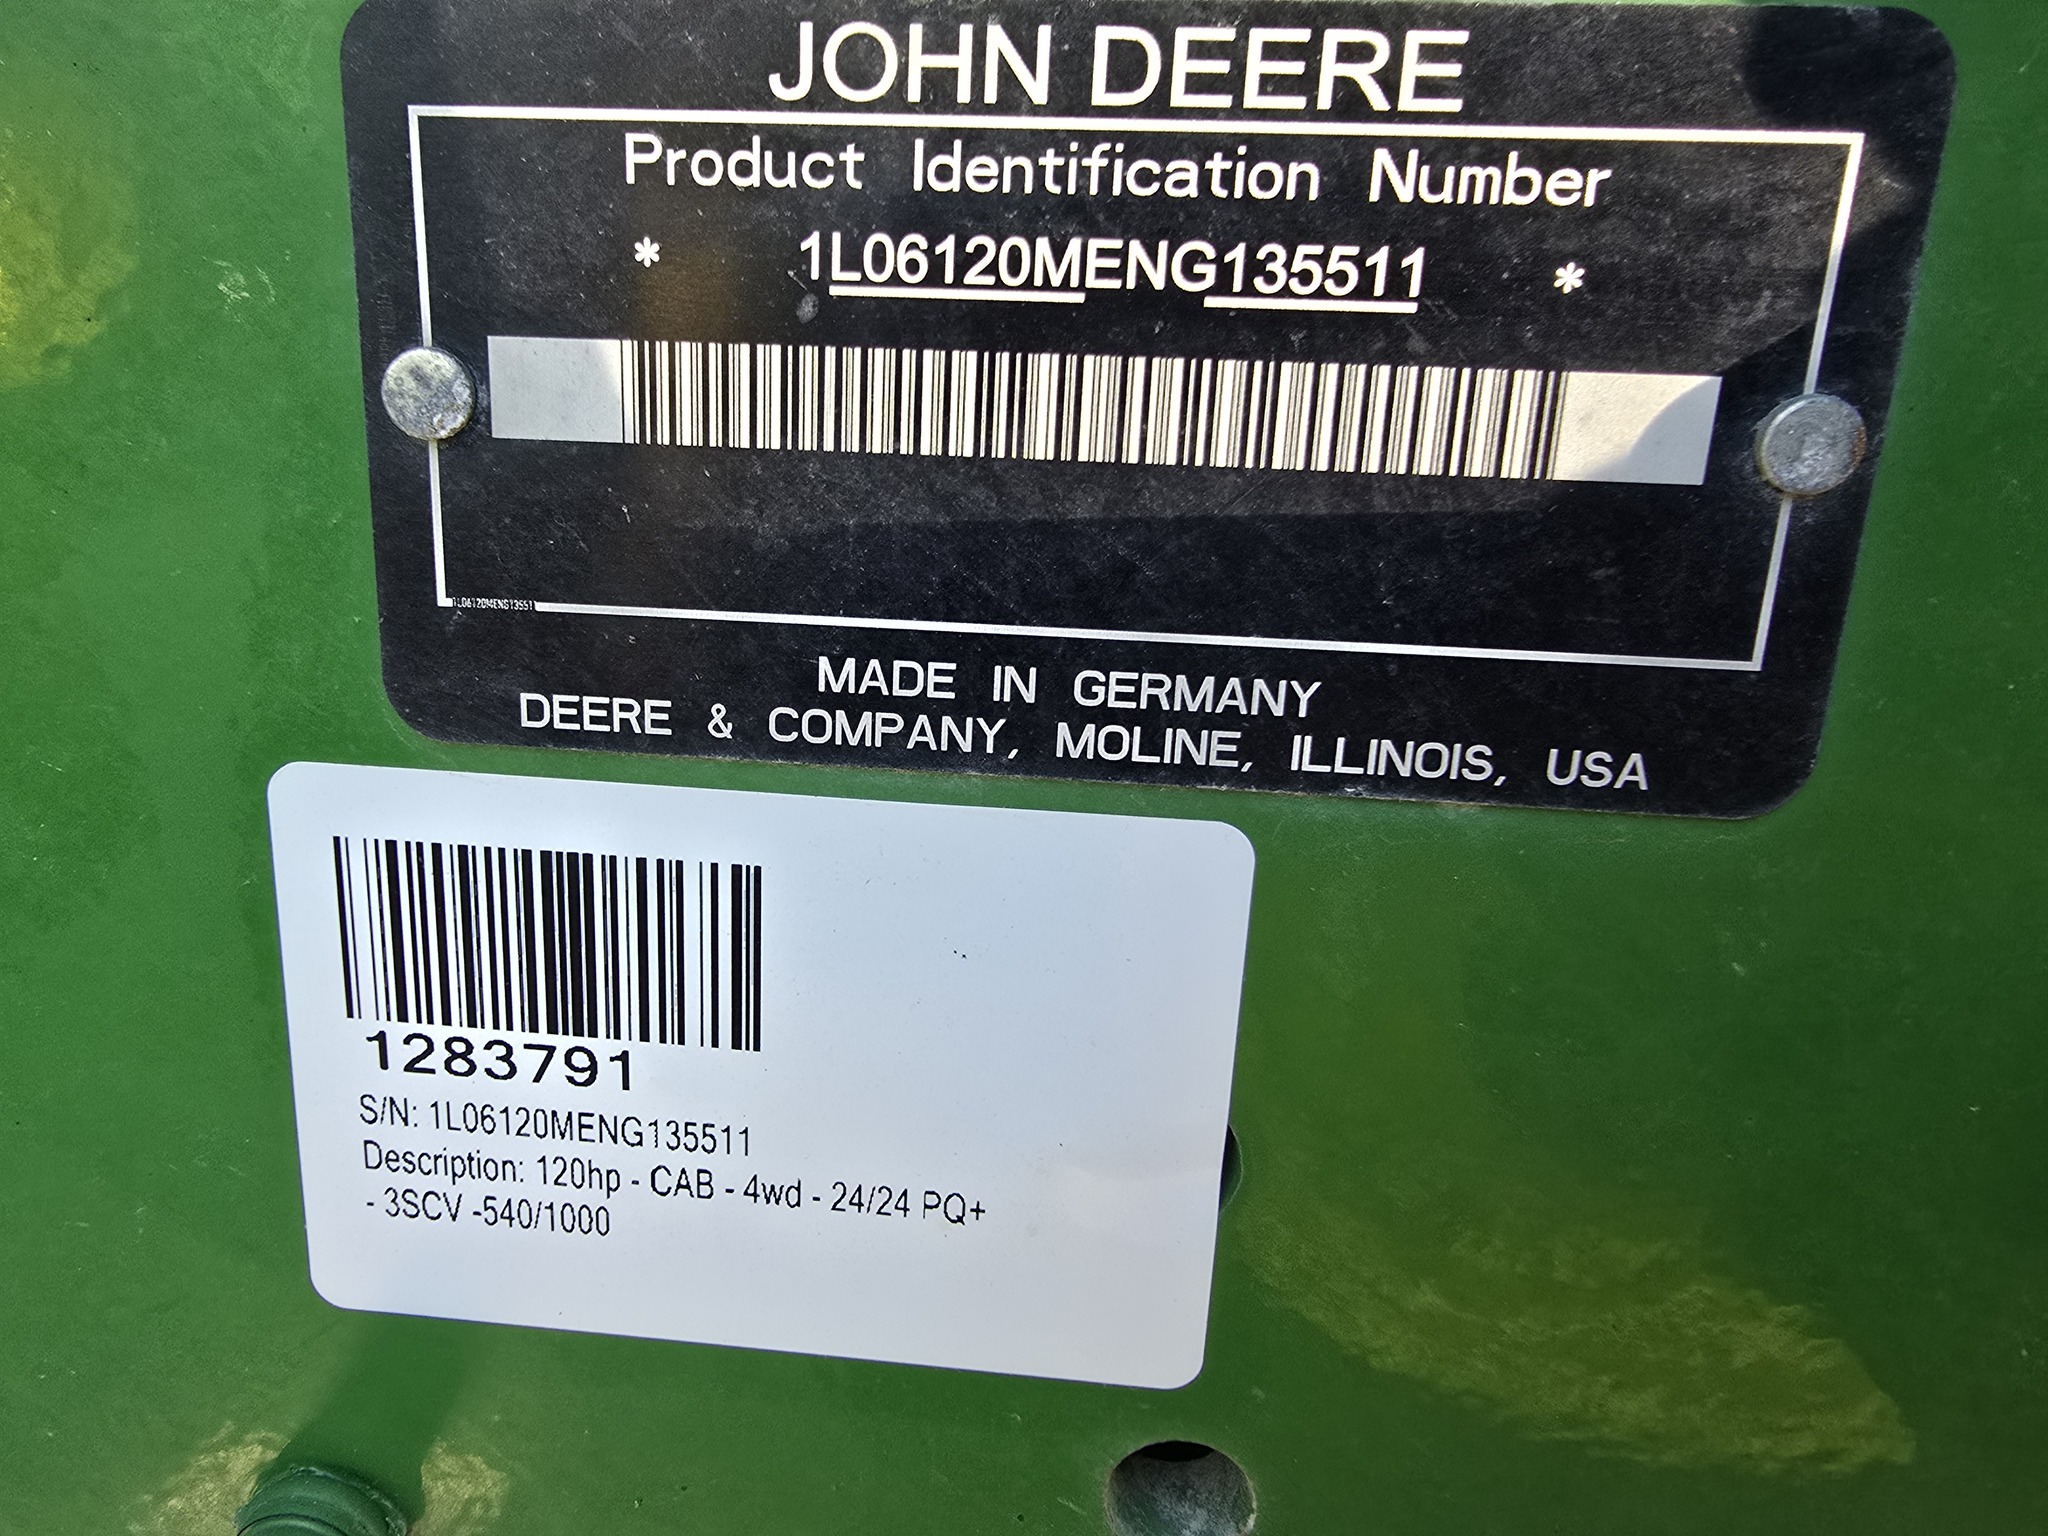 JOHN DEERE
Product Identification Number
* 1L06120MENG135511 *
1L06120MENG135511
MADE IN GERMANY
DEERE & COMPANY, MOLINE, ILLINOIS, USA
1283791
S/N: 1L06120MENG135511
Description: 120hp - CAB - 4wd - 24/24 PQ+
- 3SCV -540/1000